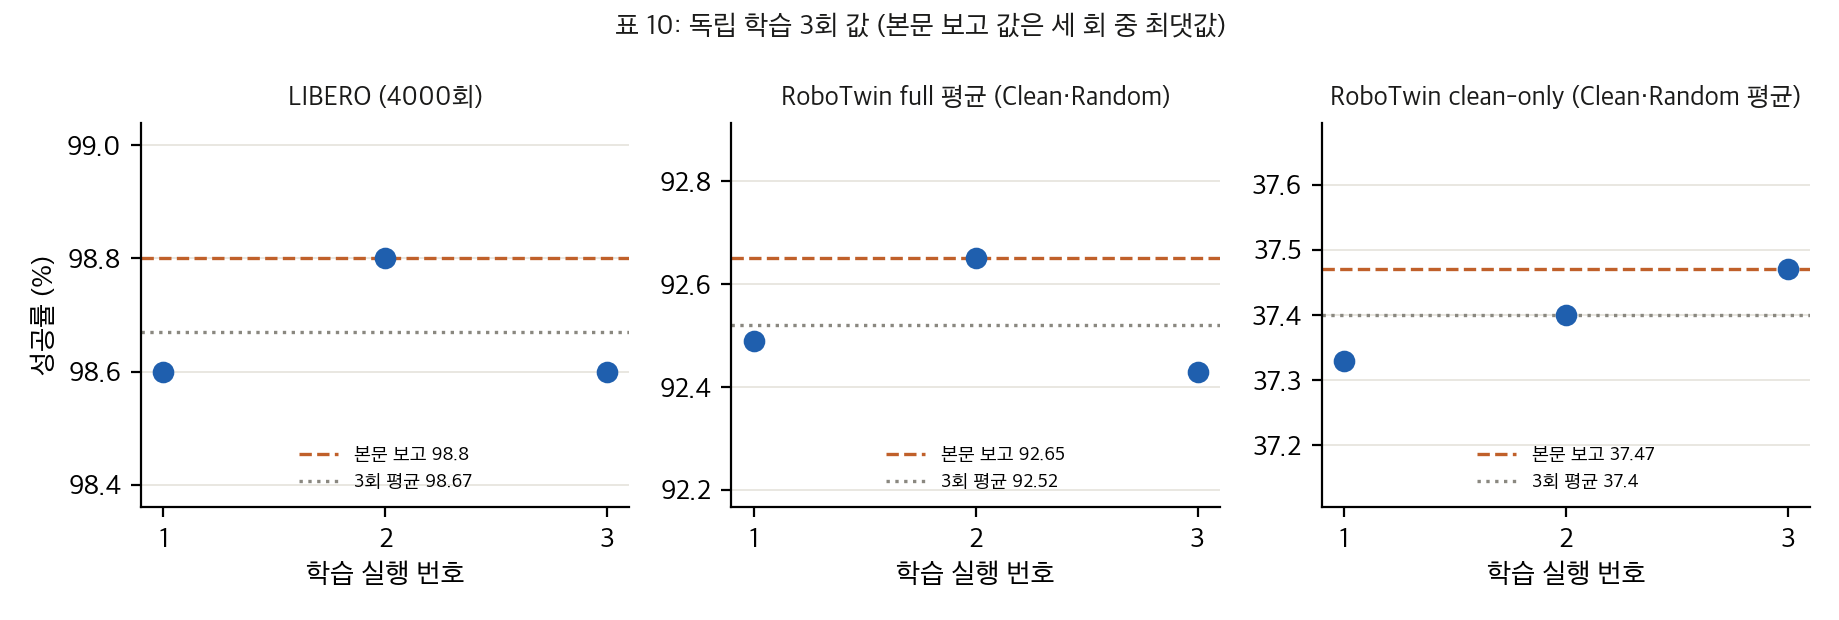 표 10: 독립 학습 3회 값 (본문 보고 값은 세 회 중 최댓값)
LIBERO (4000회)
성공률 (%)
99.0
98.8
98.6
98.4
본문 보고 98.8
3회 평균 98.67
1 2 3
학습 실행 번호
RoboTwin full 평균 (Clean·Random)
92.8
92.6
92.4
92.2
본문 보고 92.65
3회 평균 92.52
1 2 3
학습 실행 번호
RoboTwin clean-only (Clean·Random 평균)
37.6
37.5
37.4
37.3
37.2
본문 보고 37.47
3회 평균 37.4
1 2 3
학습 실행 번호